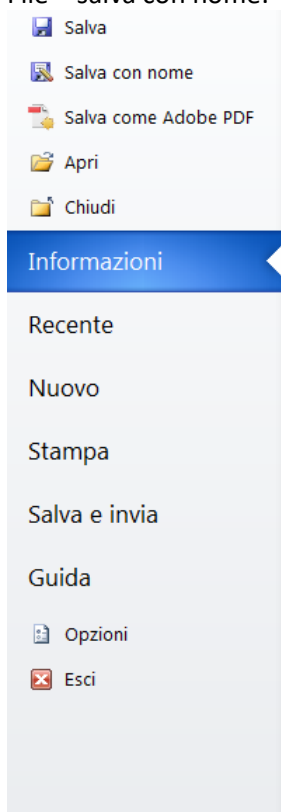 File – salva con nome.
Salva
Salva con nome
Salva come Adobe PDF
Apri
Chiudi
Informazioni
Recente
Nuovo
Stampa
Salva e invia
Guida
Opzioni
Esci